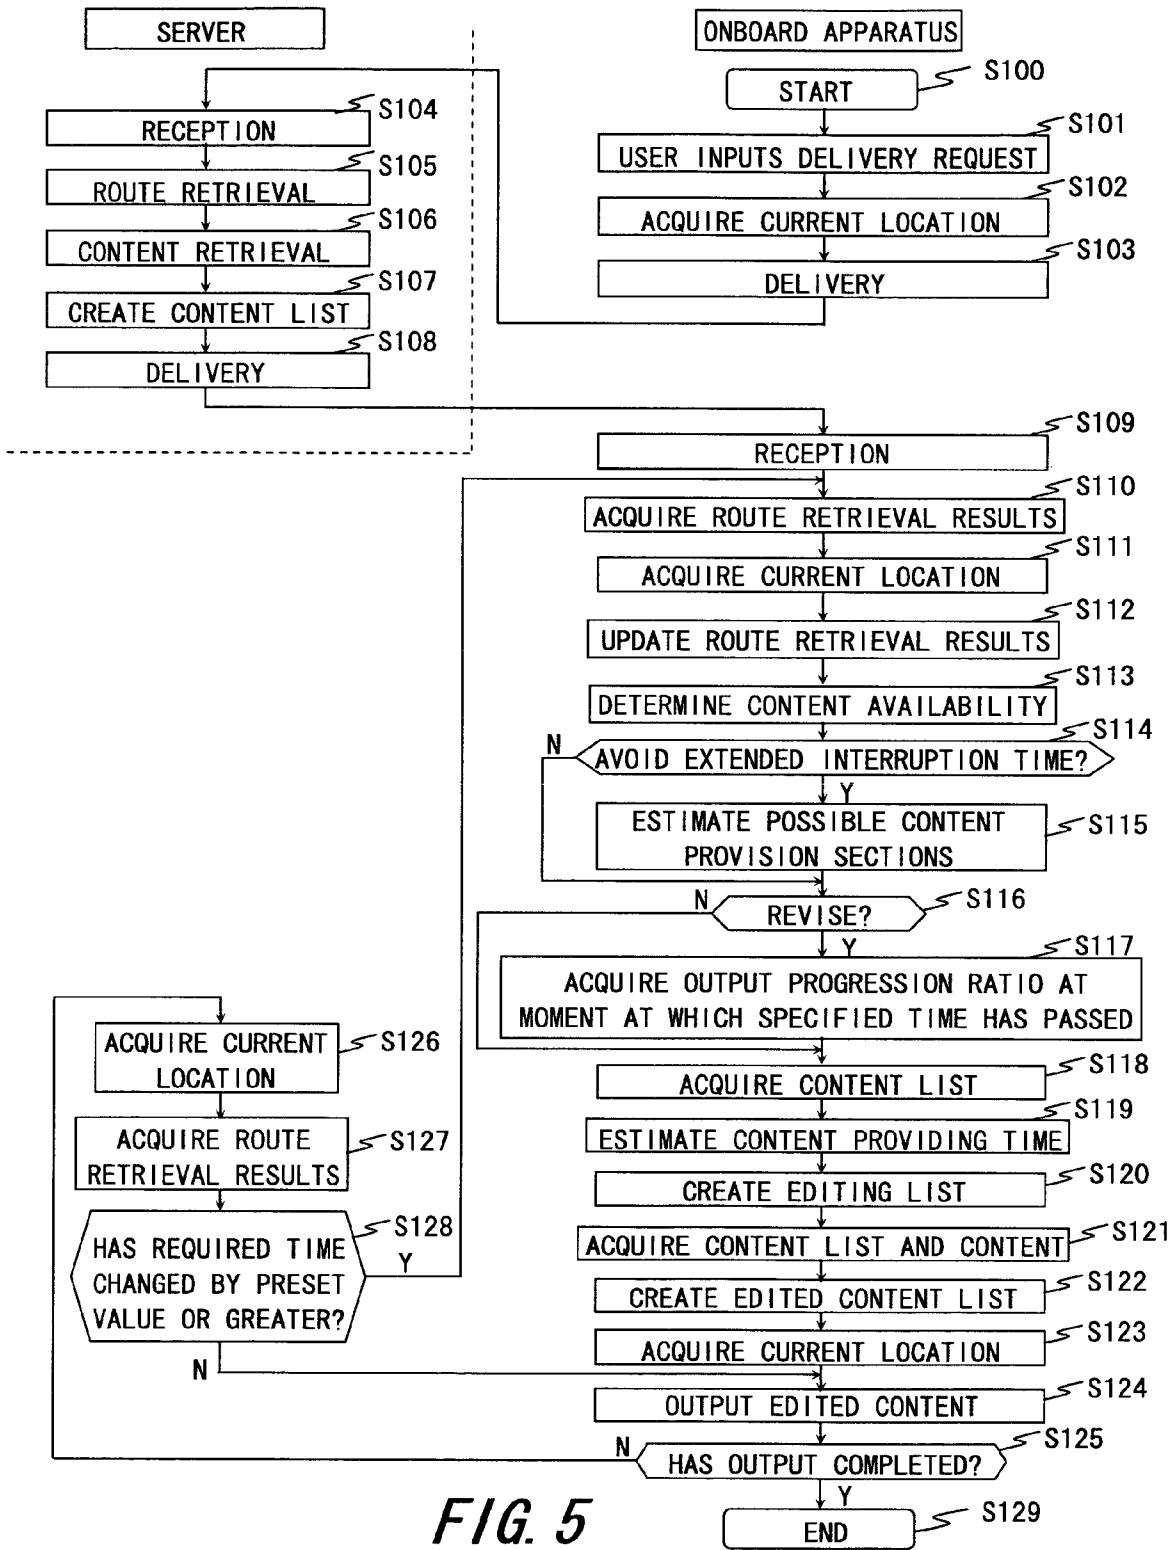 SERVER
ONBOARD APPARATUS
START
S100
USER INPUTS DELIVERY REQUEST
S101
ACQUIRE CURRENT LOCATION
S102
DELIVERY
S103
RECEPTION
S104
ROUTE RETRIEVAL
S105
CONTENT RETRIEVAL
S106
CREATE CONTENT LIST
S107
DELIVERY
S108
RECEPTION
S109
ACQUIRE ROUTE RETRIEVAL RESULTS
S110
ACQUIRE CURRENT LOCATION
S111
UPDATE ROUTE RETRIEVAL RESULTS
S112
DETERMINE CONTENT AVAILABILITY
S113
AVOID EXTENDED INTERRUPTION TIME?
S114
N
Y
ESTIMATE POSSIBLE CONTENT
PROVISION SECTIONS
S115
REVISE?
S116
N
Y
ACQUIRE OUTPUT PROGRESSION RATIO AT
MOMENT AT WHICH SPECIFIED TIME HAS PASSED
S117
ACQUIRE CONTENT LIST
S118
ESTIMATE CONTENT PROVIDING TIME
S119
CREATE EDITING LIST
S120
ACQUIRE CONTENT LIST AND CONTENT
S121
CREATE EDITED CONTENT LIST
S122
ACQUIRE CURRENT LOCATION
S123
OUTPUT EDITED CONTENT
S124
HAS OUTPUT COMPLETED?
S125
N
Y
ACQUIRE CURRENT
LOCATION
S126
ACQUIRE ROUTE
RETRIEVAL RESULTS
S127
HAS REQUIRED TIME
CHANGED BY PRESET
VALUE OR GREATER?
S128
Y
N
END
S129
FIG. 5